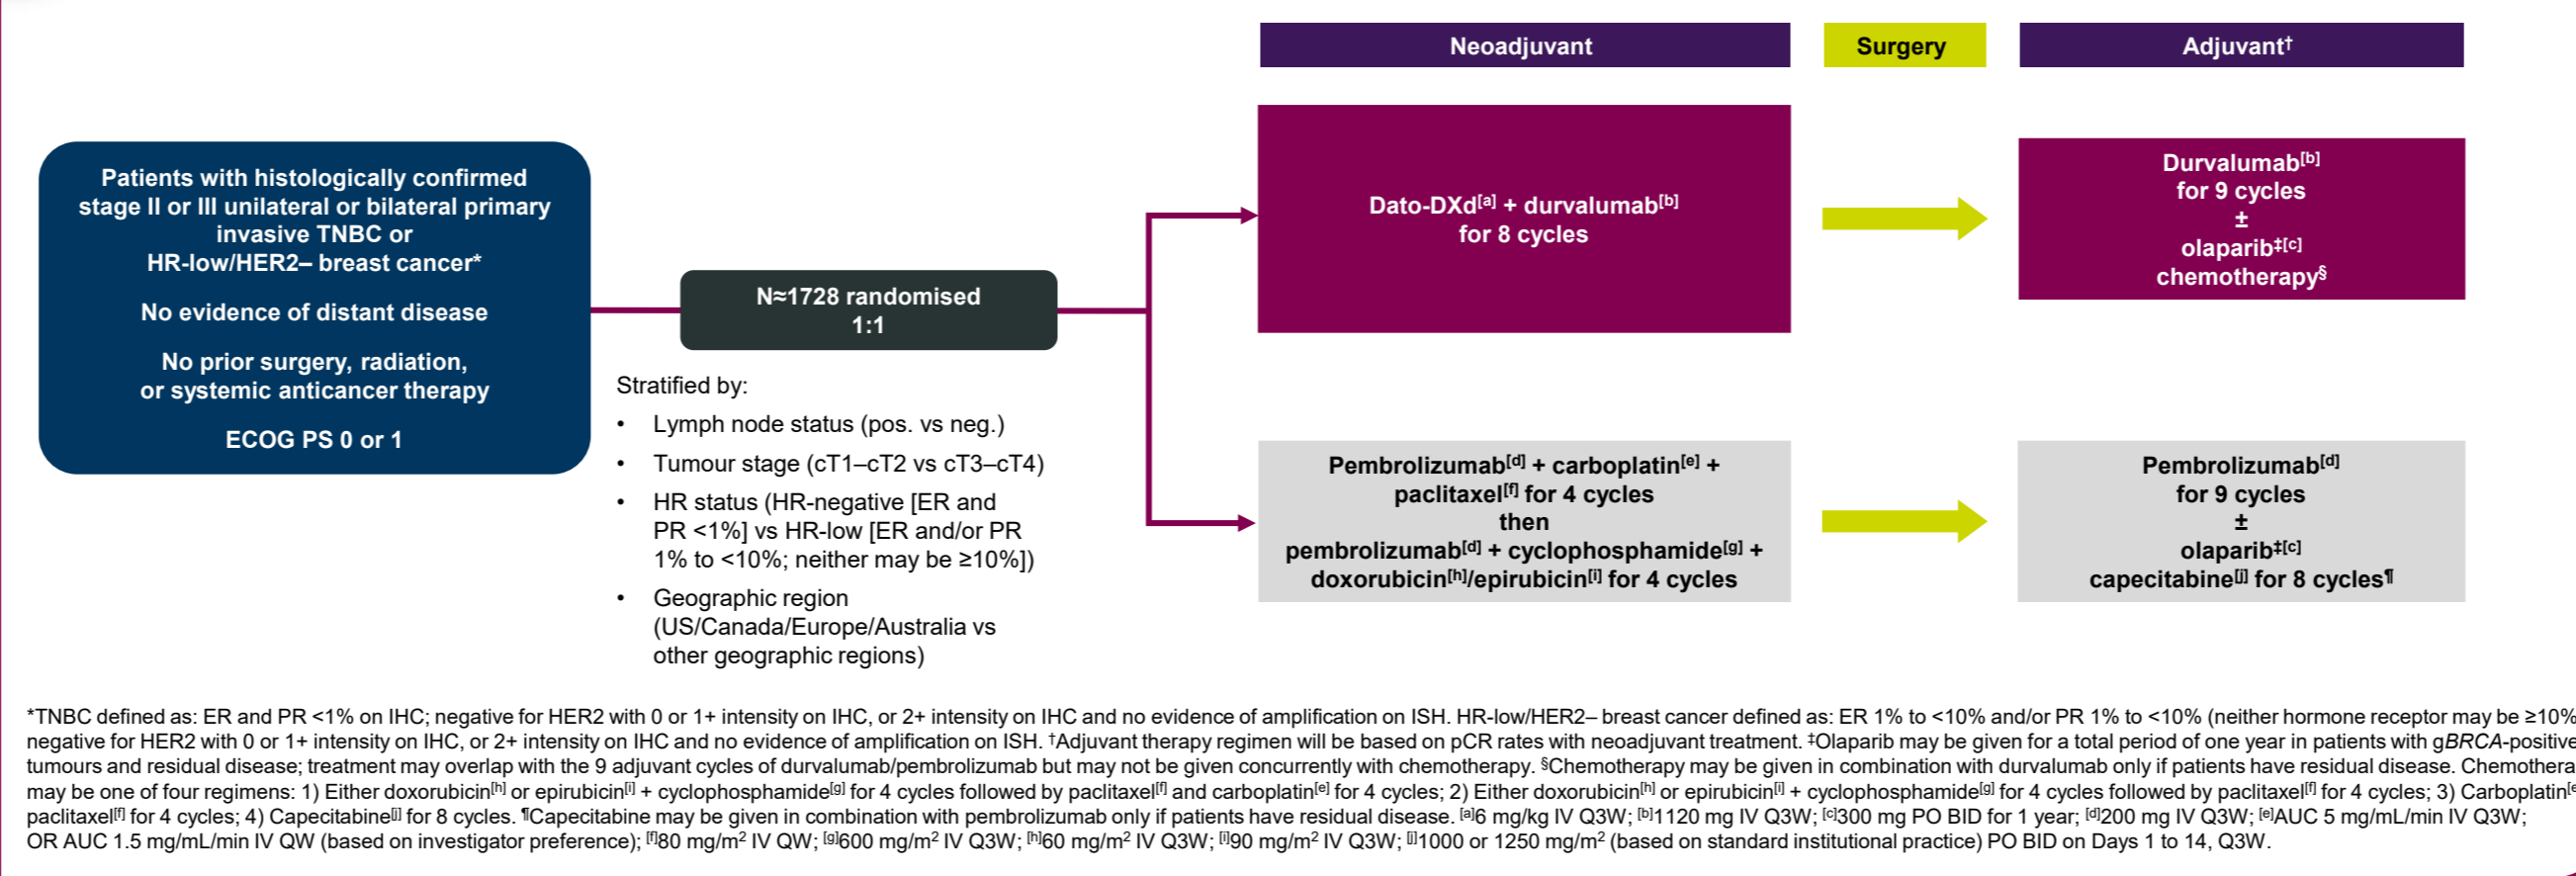 Neoadjuvant
Surgery
Adjuvant†
Patients with histologically confirmed
stage II or III unilateral or bilateral primary
invasive TNBC or
HR-low/HER2– breast cancer*
No evidence of distant disease
No prior surgery, radiation,
or systemic anticancer therapy
ECOG PS 0 or 1
N≈1728 randomised
1:1
Stratified by:
• Lymph node status (pos. vs neg.)
• Tumour stage (cT1–cT2 vs cT3–cT4)
• HR status (HR-negative [ER and
PR <1%] vs HR-low [ER and/or PR
1% to <10%; neither may be ≥10%])
• Geographic region
(US/Canada/Europe/Australia vs
other geographic regions)
Dato-DXd[a] + durvalumab[b]
for 8 cycles
Durvalumab[b]
for 9 cycles
±
olaparib‡[c]
chemotherapy§
Pembrolizumab[d] + carboplatin[e] +
paclitaxel[f] for 4 cycles
then
pembrolizumab[d] + cyclophosphamide[g] +
doxorubicin[h]/epirubicin[i] for 4 cycles
Pembrolizumab[d]
for 9 cycles
±
olaparib‡[c]
capecitabine[j] for 8 cycles¶
*TNBC defined as: ER and PR <1% on IHC; negative for HER2 with 0 or 1+ intensity on IHC, or 2+ intensity on IHC and no evidence of amplification on ISH. HR-low/HER2– breast cancer defined as: ER 1% to <10% and/or PR 1% to <10% (neither hormone receptor may be ≥10%
negative for HER2 with 0 or 1+ intensity on IHC, or 2+ intensity on IHC and no evidence of amplification on ISH. †Adjuvant therapy regimen will be based on pCR rates with neoadjuvant treatment. ‡Olaparib may be given for a total period of one year in patients with gBRCA-positive
tumours and residual disease; treatment may overlap with the 9 adjuvant cycles of durvalumab/pembrolizumab but may not be given concurrently with chemotherapy. §Chemotherapy may be given in combination with durvalumab only if patients have residual disease. Chemothera
may be one of four regimens: 1) Either doxorubicin[h] or epirubicin[i] + cyclophosphamide[g] for 4 cycles followed by paclitaxel[f] and carboplatin[e] for 4 cycles; 2) Either doxorubicin[h] or epirubicin[i] + cyclophosphamide[g] for 4 cycles followed by paclitaxel[f] for 4 cycles; 3) Carboplatin[e
paclitaxel[f] for 4 cycles; 4) Capecitabine[j] for 8 cycles. ¶Capecitabine may be given in combination with pembrolizumab only if patients have residual disease. [a]6 mg/kg IV Q3W; [b]1120 mg IV Q3W; [c]300 mg PO BID for 1 year; [d]200 mg IV Q3W; [e]AUC 5 mg/mL/min IV Q3W;
OR AUC 1.5 mg/mL/min IV QW (based on investigator preference); [f]80 mg/m2 IV QW; [g]600 mg/m2 IV Q3W; [h]60 mg/m2 IV Q3W; [i]90 mg/m2 IV Q3W; [j]1000 or 1250 mg/m2 (based on standard institutional practice) PO BID on Days 1 to 14, Q3W.